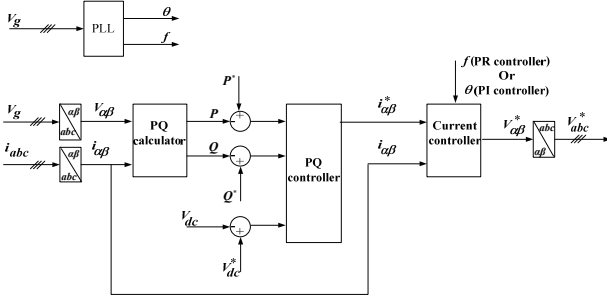 V_g
PLL
θ
f
P*
f (PR controller)
Or
θ (PI controller)
V_g
αβ
abc
V_αβ
PQ
calculator
P
-
+
PQ
controller
i*_αβ
Current
controller
V*_αβ
abc
αβ
V*_abc
i_abc
αβ
abc
i_αβ
Q
-
+
i_αβ
Q*
V_dc
-
+
V*_dc